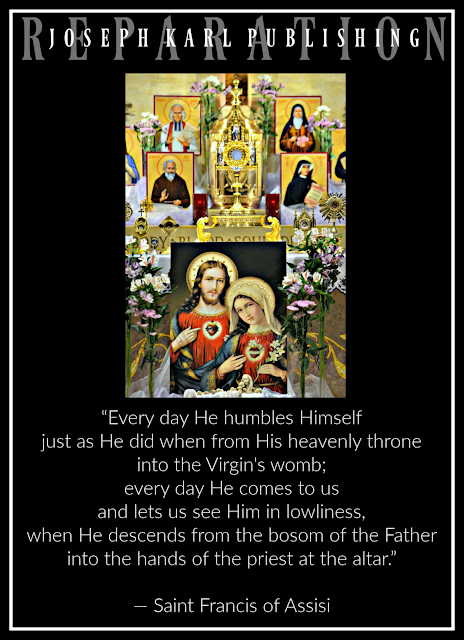 REPARATION
JOSEPH KARL PUBLISHING
BODY BLOOD SOUL
“Every day He humbles Himself
just as He did when from His heavenly throne
into the Virgin's womb;
every day He comes to us
and lets us see Him in lowliness,
when He descends from the bosom of the Father
into the hands of the priest at the altar.”
— Saint Francis of Assisi